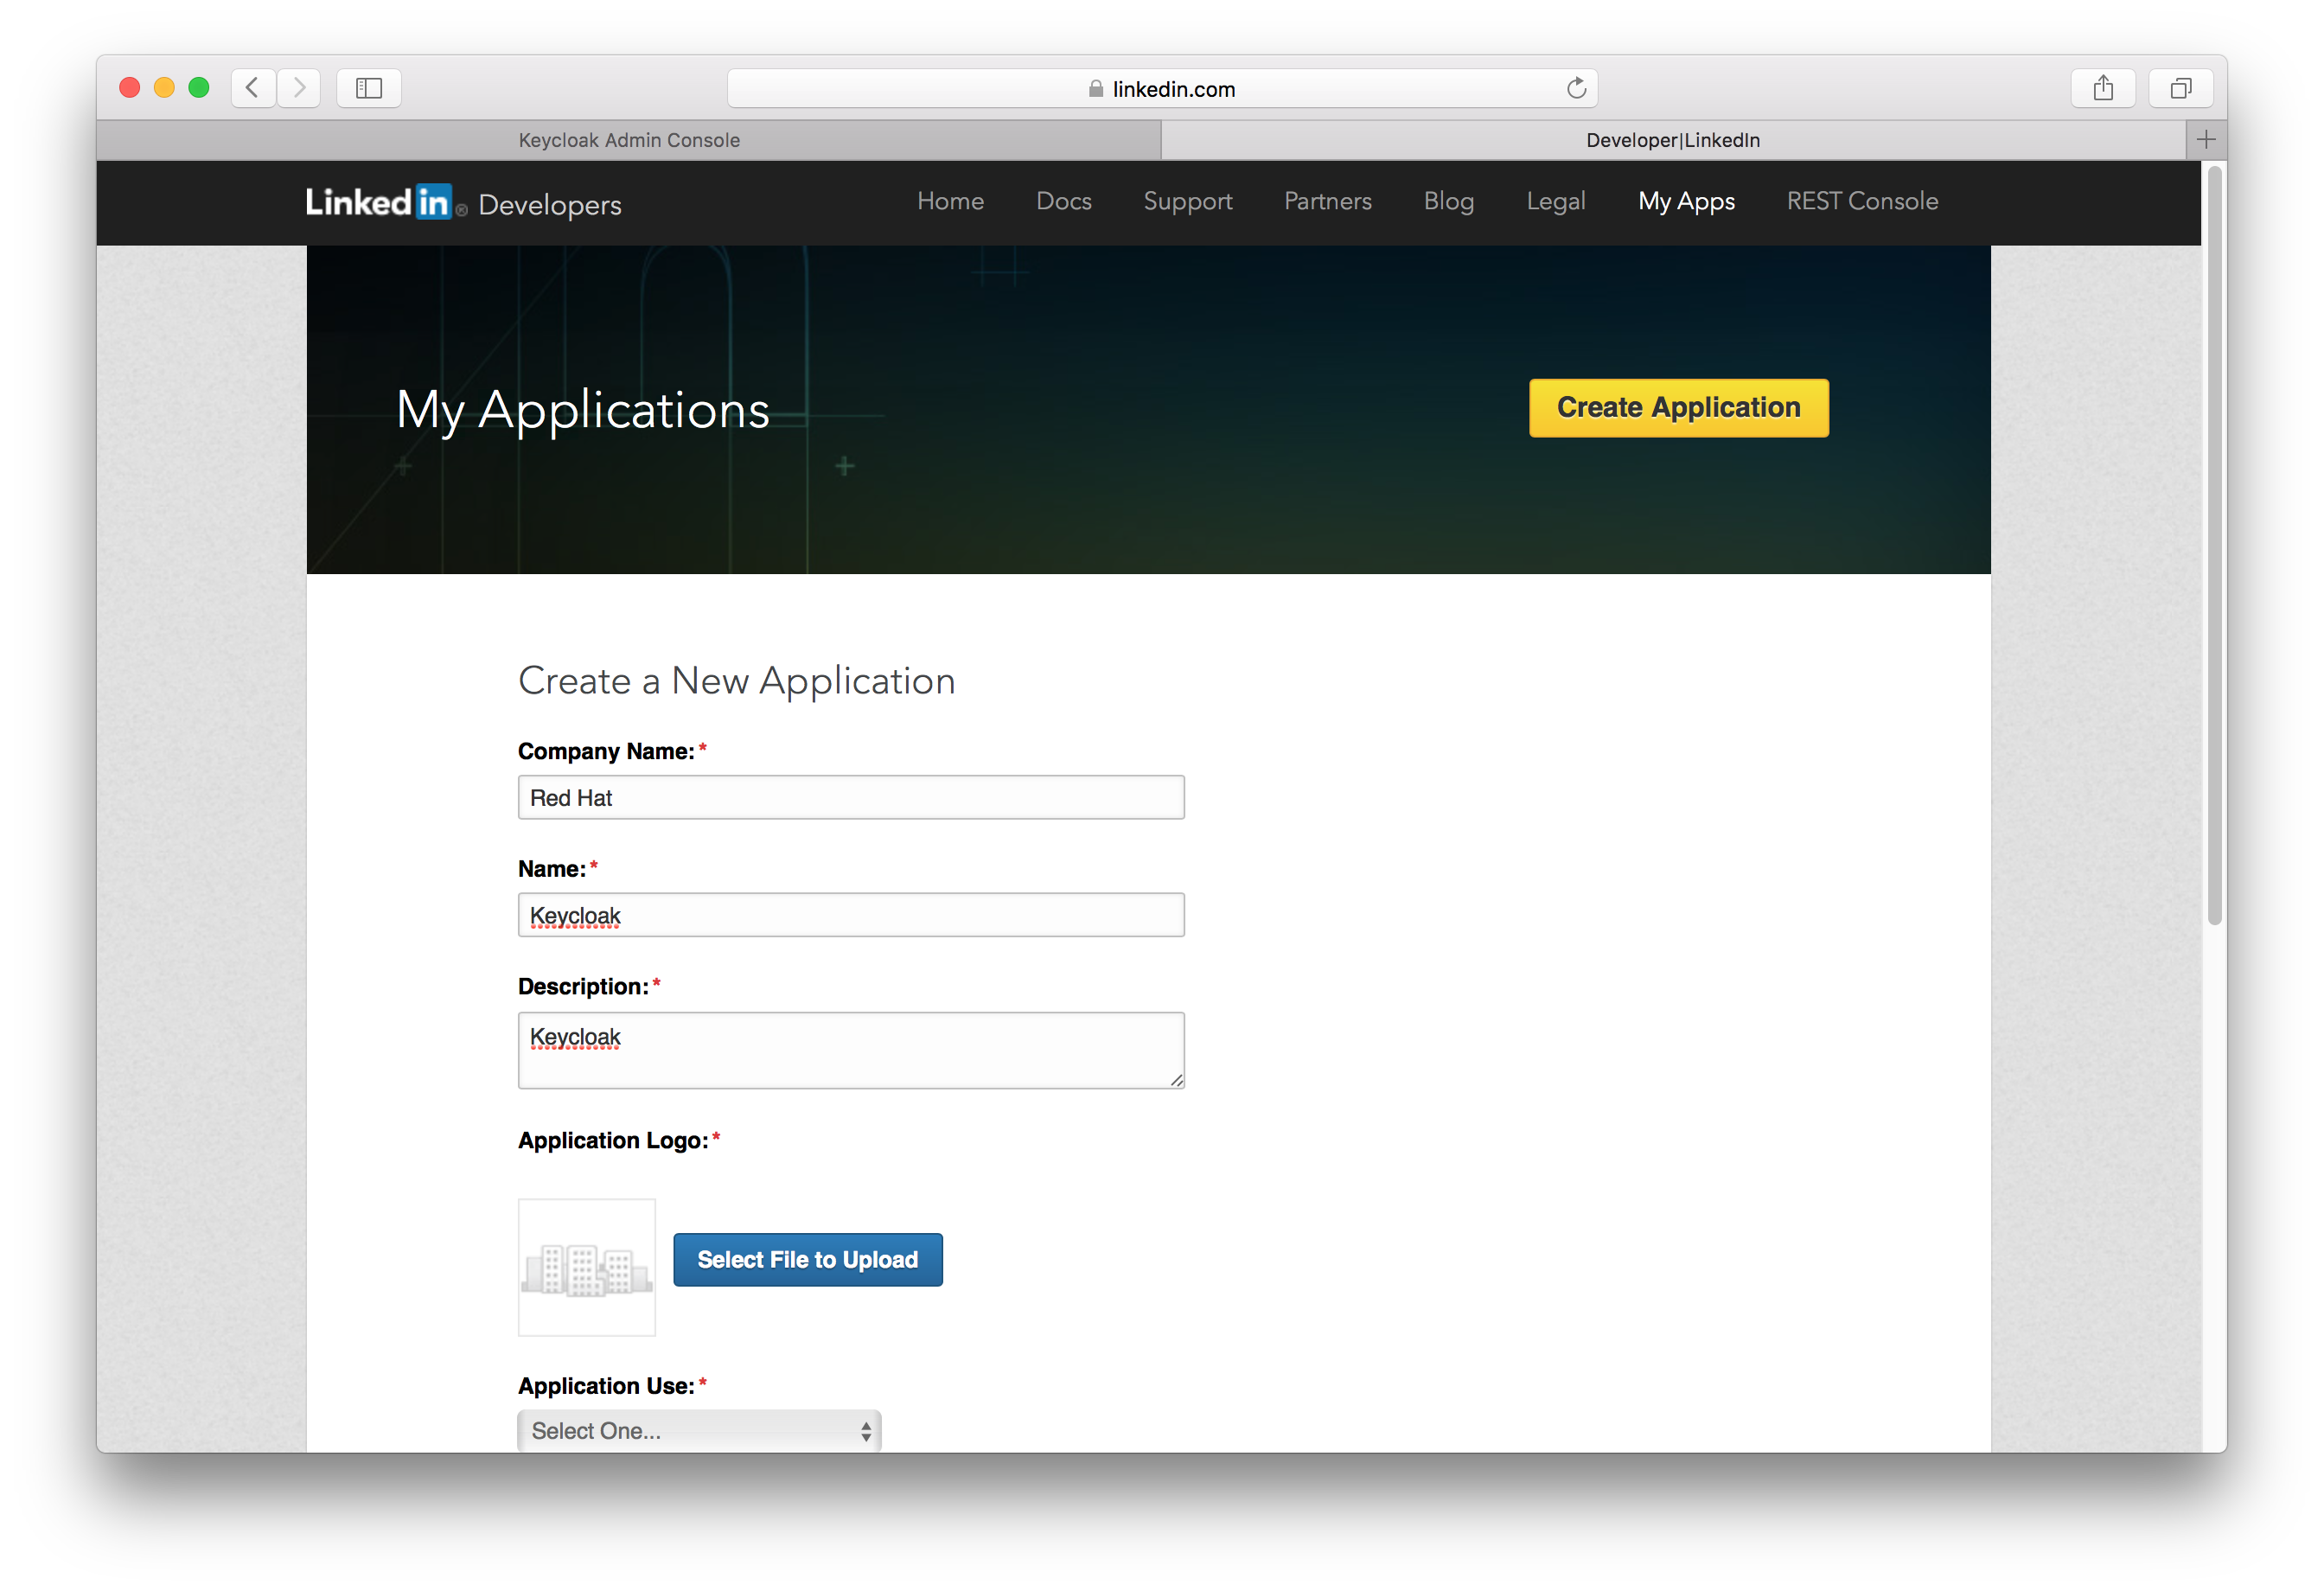 linkedin.com
Keycloak Admin Console
Developer|LinkedIn
Linked in ® Developers
Home Docs Support Partners Blog Legal My Apps REST Console
My Applications
Create Application
Create a New Application
Company Name:*
Red Hat
Name:*
Keycloak
Description:*
Keycloak
Application Logo:*
Select File to Upload
Application Use:*
Select One...